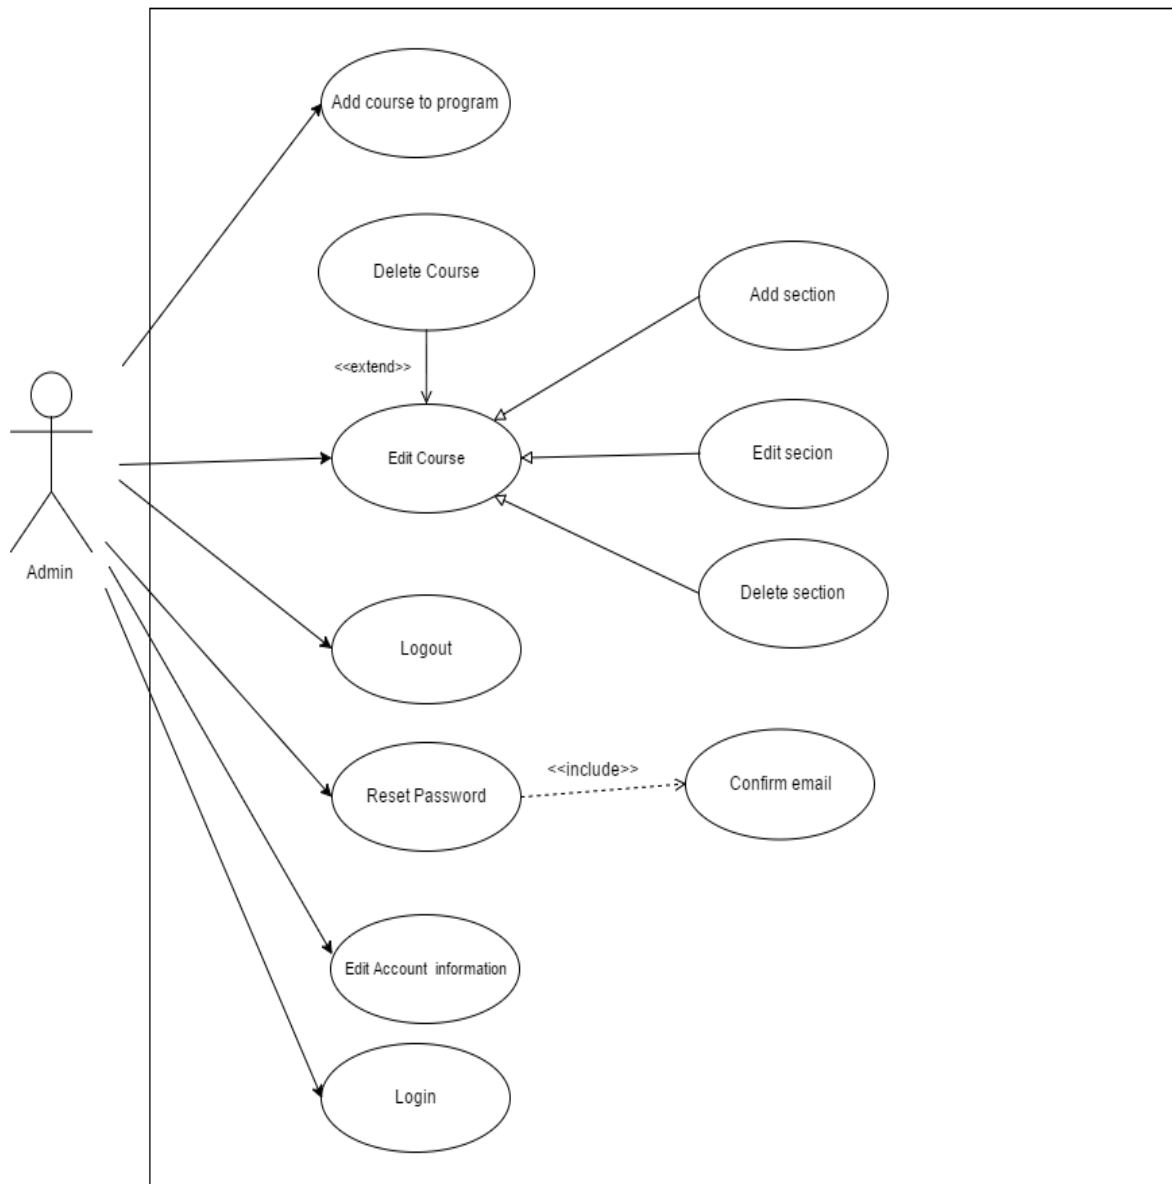 Add course to program
Delete Course
Add section
<<extend>>
Edit Course
Edit secion
Admin
Delete section
Logout
<<include>>
Reset Password
Confirm email
Edit Account  information
Login